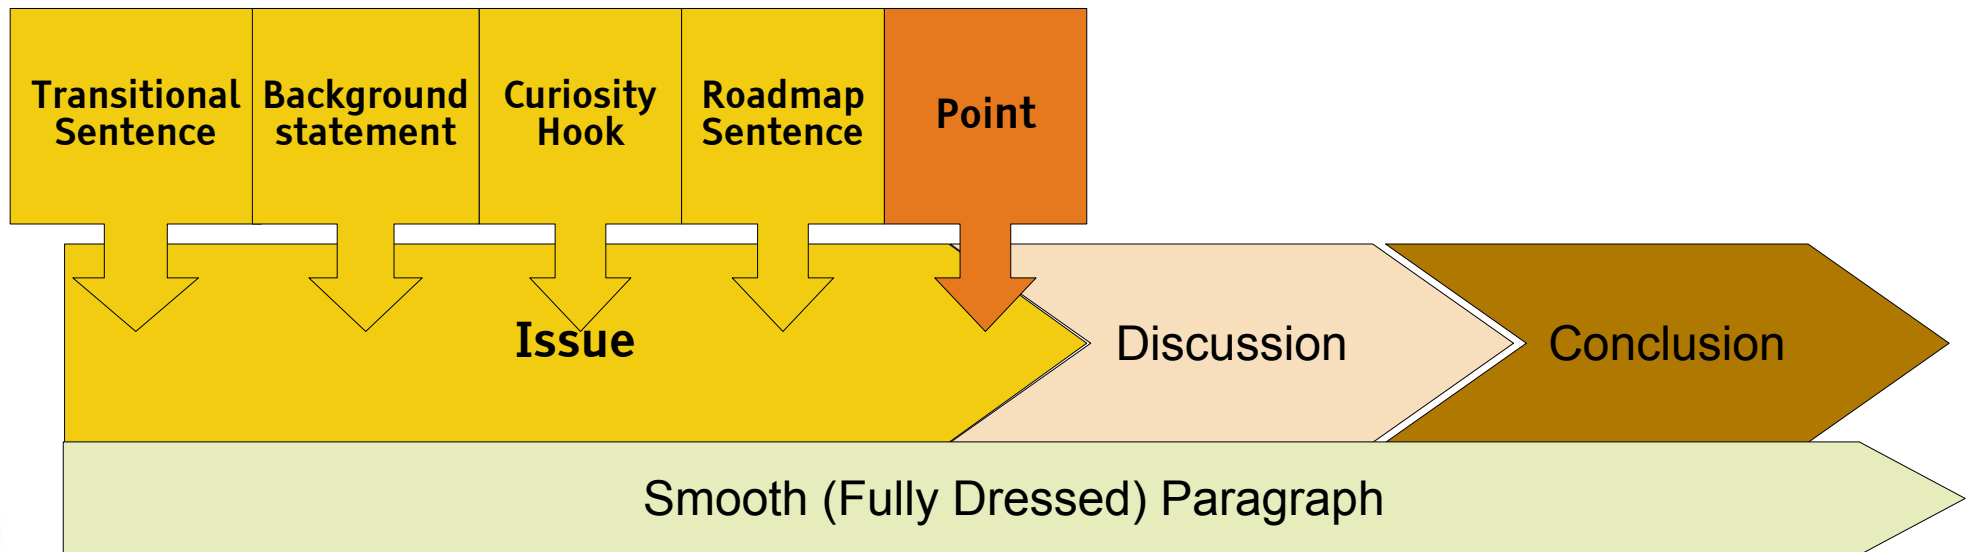 Transitional
Sentence
Background
statement
Curiosity
Hook
Roadmap
Sentence
Point
Issue
Discussion
Conclusion
Smooth (Fully Dressed) Paragraph